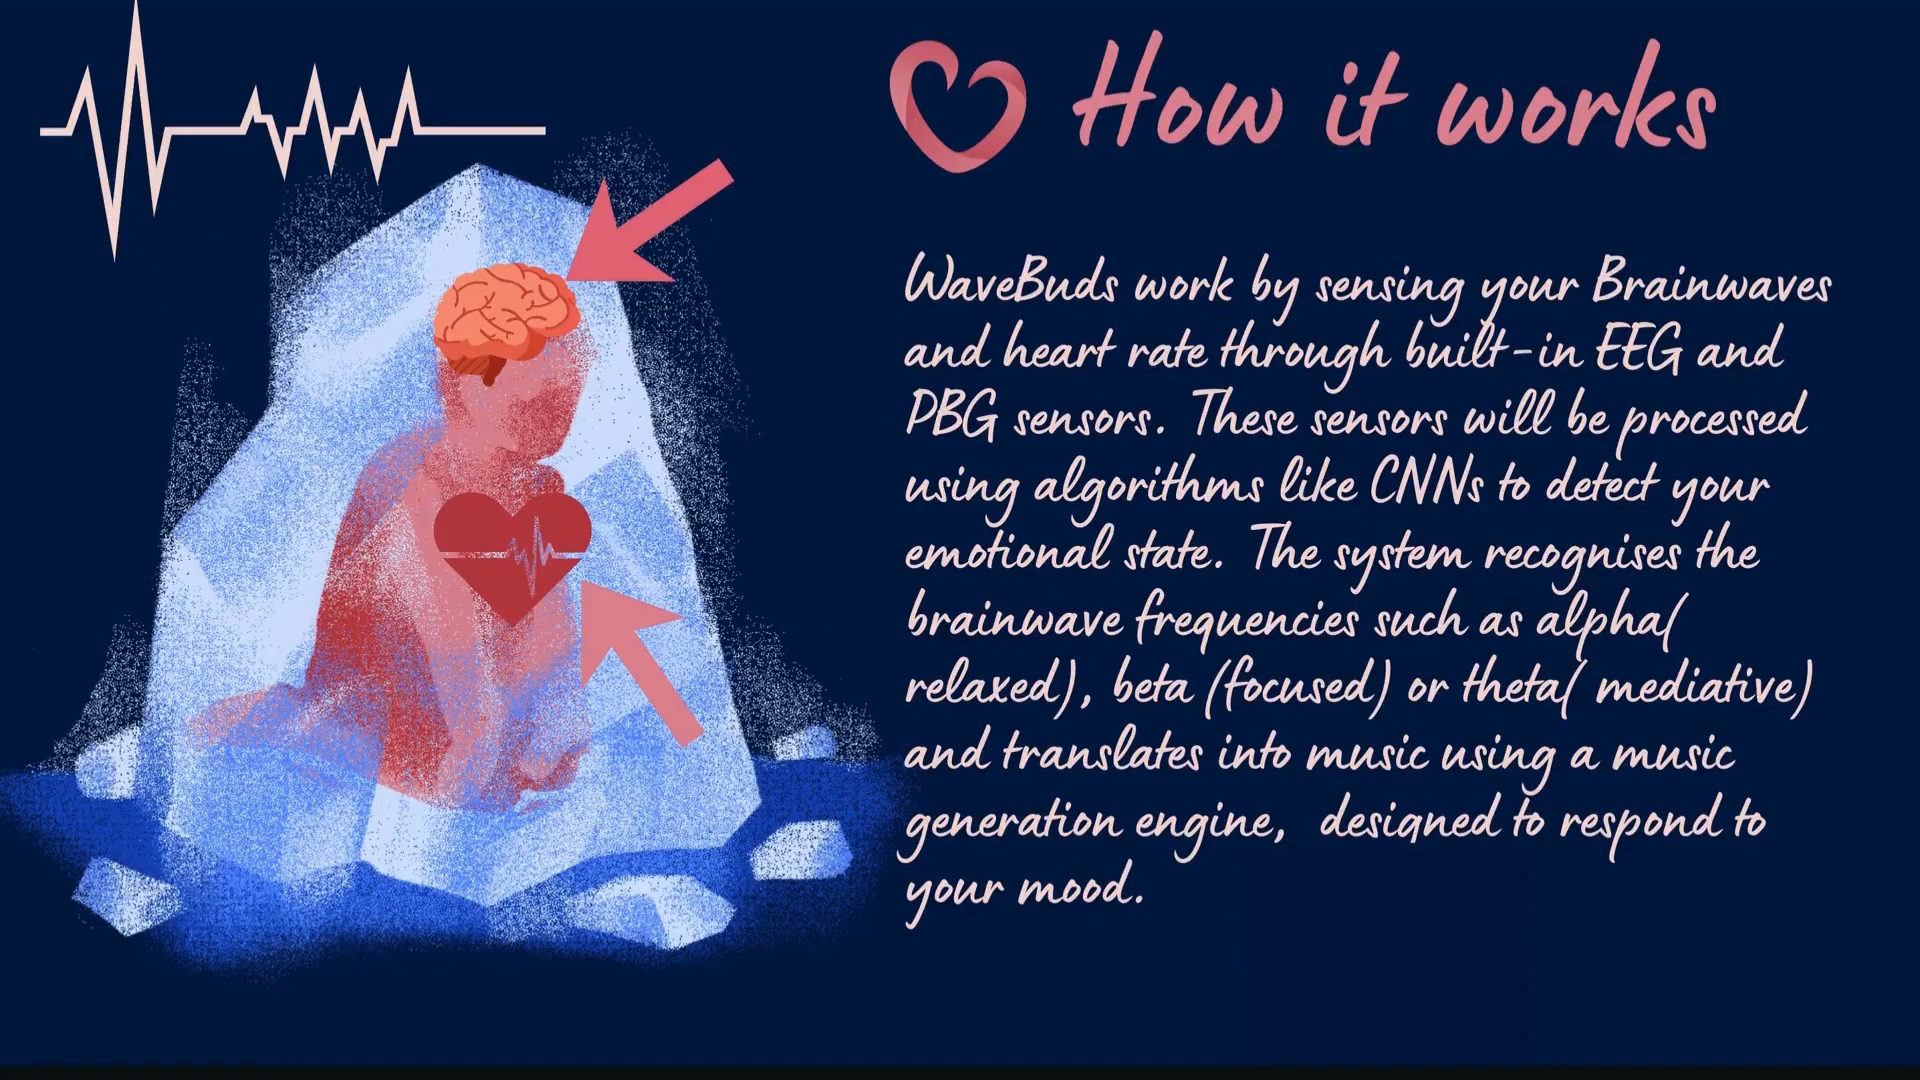 How it works
WaveBuds work by sensing your Brainwaves
and heart rate through built-in EEG and
PBG sensors. These sensors will be processed
using algorithms like CNNs to detect your
emotional state. The system recognises the
brainwave frequencies such as alpha(
relaxed), beta (focused) or theta( mediative)
and translates into music using a music
generation engine,  designed to respond to
your mood.